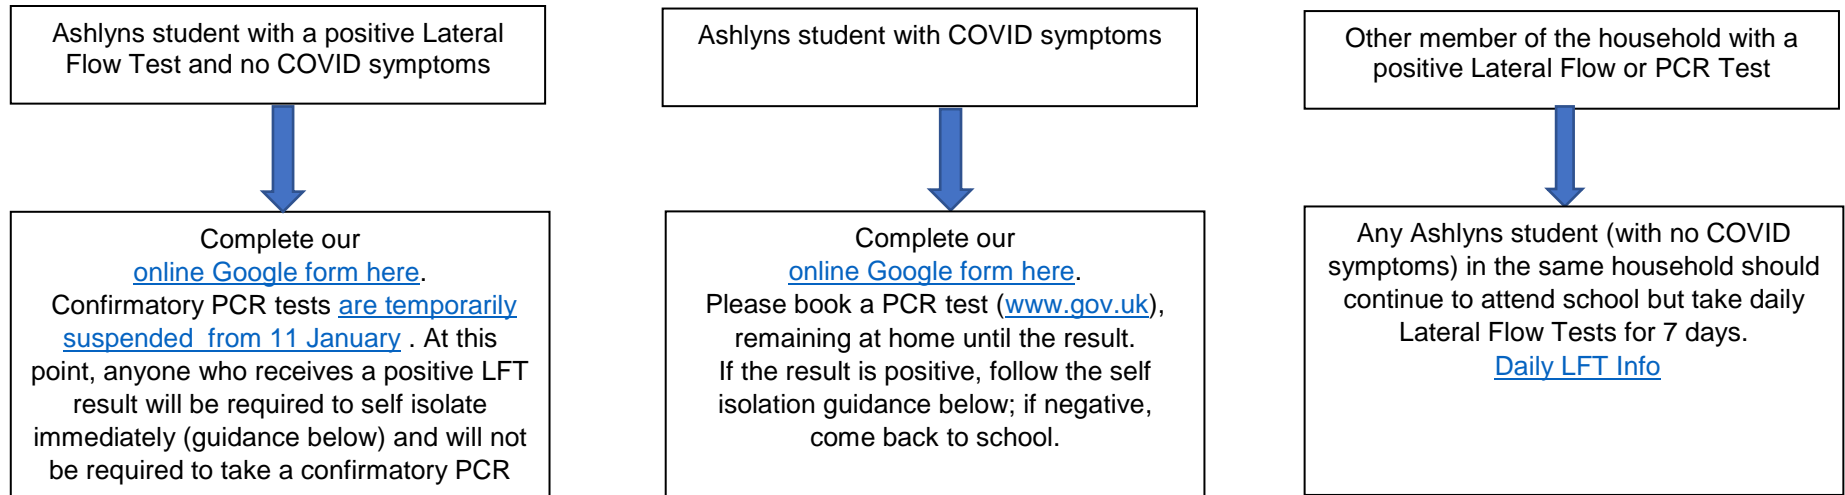 Ashlyns student with a positive Lateral
Flow Test and no COVID symptoms
Complete our
online Google form here.
Confirmatory PCR tests are temporarily
suspended  from 11 January . At this
point, anyone who receives a positive LFT
result will be required to self isolate
immediately (guidance below) and will not
be required to take a confirmatory PCR
Ashlyns student with COVID symptoms
Complete our
online Google form here.
Please book a PCR test (www.gov.uk),
remaining at home until the result.
If the result is positive, follow the self
isolation guidance below; if negative,
come back to school.
Other member of the household with a
positive Lateral Flow or PCR Test
Any Ashlyns student (with no COVID
symptoms) in the same household should
continue to attend school but take daily
Lateral Flow Tests for 7 days.
Daily LFT Info